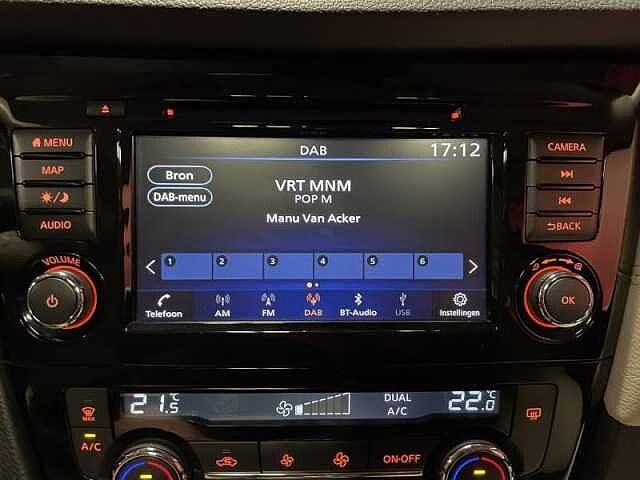 DAB 17:12
MENU
MAP
AUDIO
VOLUME
Bron
DAB-menu
VRT MNM
POP M
Manu Van Acker
1 2 3 4 5 6
Telefoon AM FM DAB BT-Audio USB Instellingen
CAMERA
BACK
OK
21.5°C DUAL A/C 22.0°C
MAX
A/C
ON·OFF